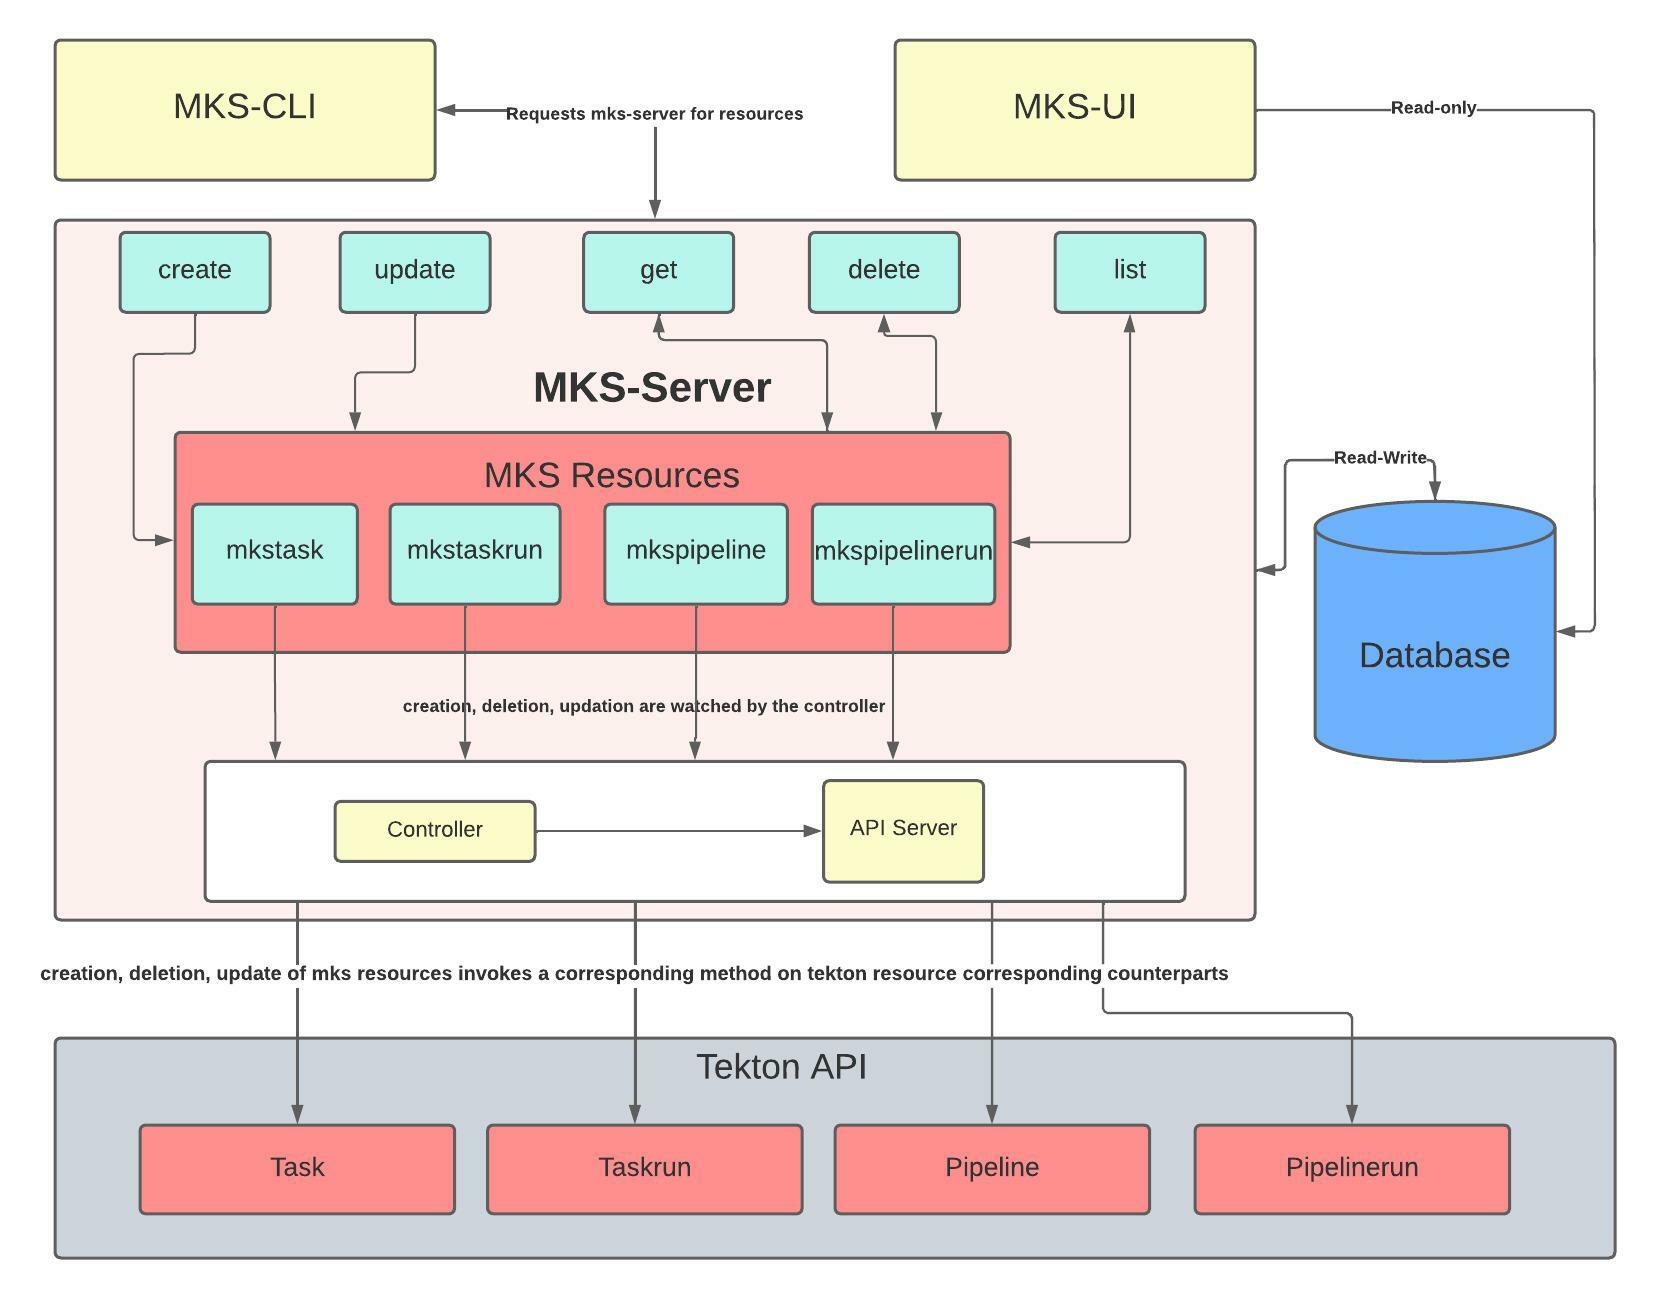 MKS-CLI
Requests mks-server for resources
MKS-UI
Read-only
create
update
get
delete
list
MKS-Server
Read-Write
MKS Resources
mkstask
mkstaskrun
mkspipeline
mkspipelinerun
Database
creation, deletion, updation are watched by the controller
Controller
API Server
creation, deletion, update of mks resources invokes a corresponding method on tekton resource corresponding counterparts
Tekton API
Task
Taskrun
Pipeline
Pipelinerun